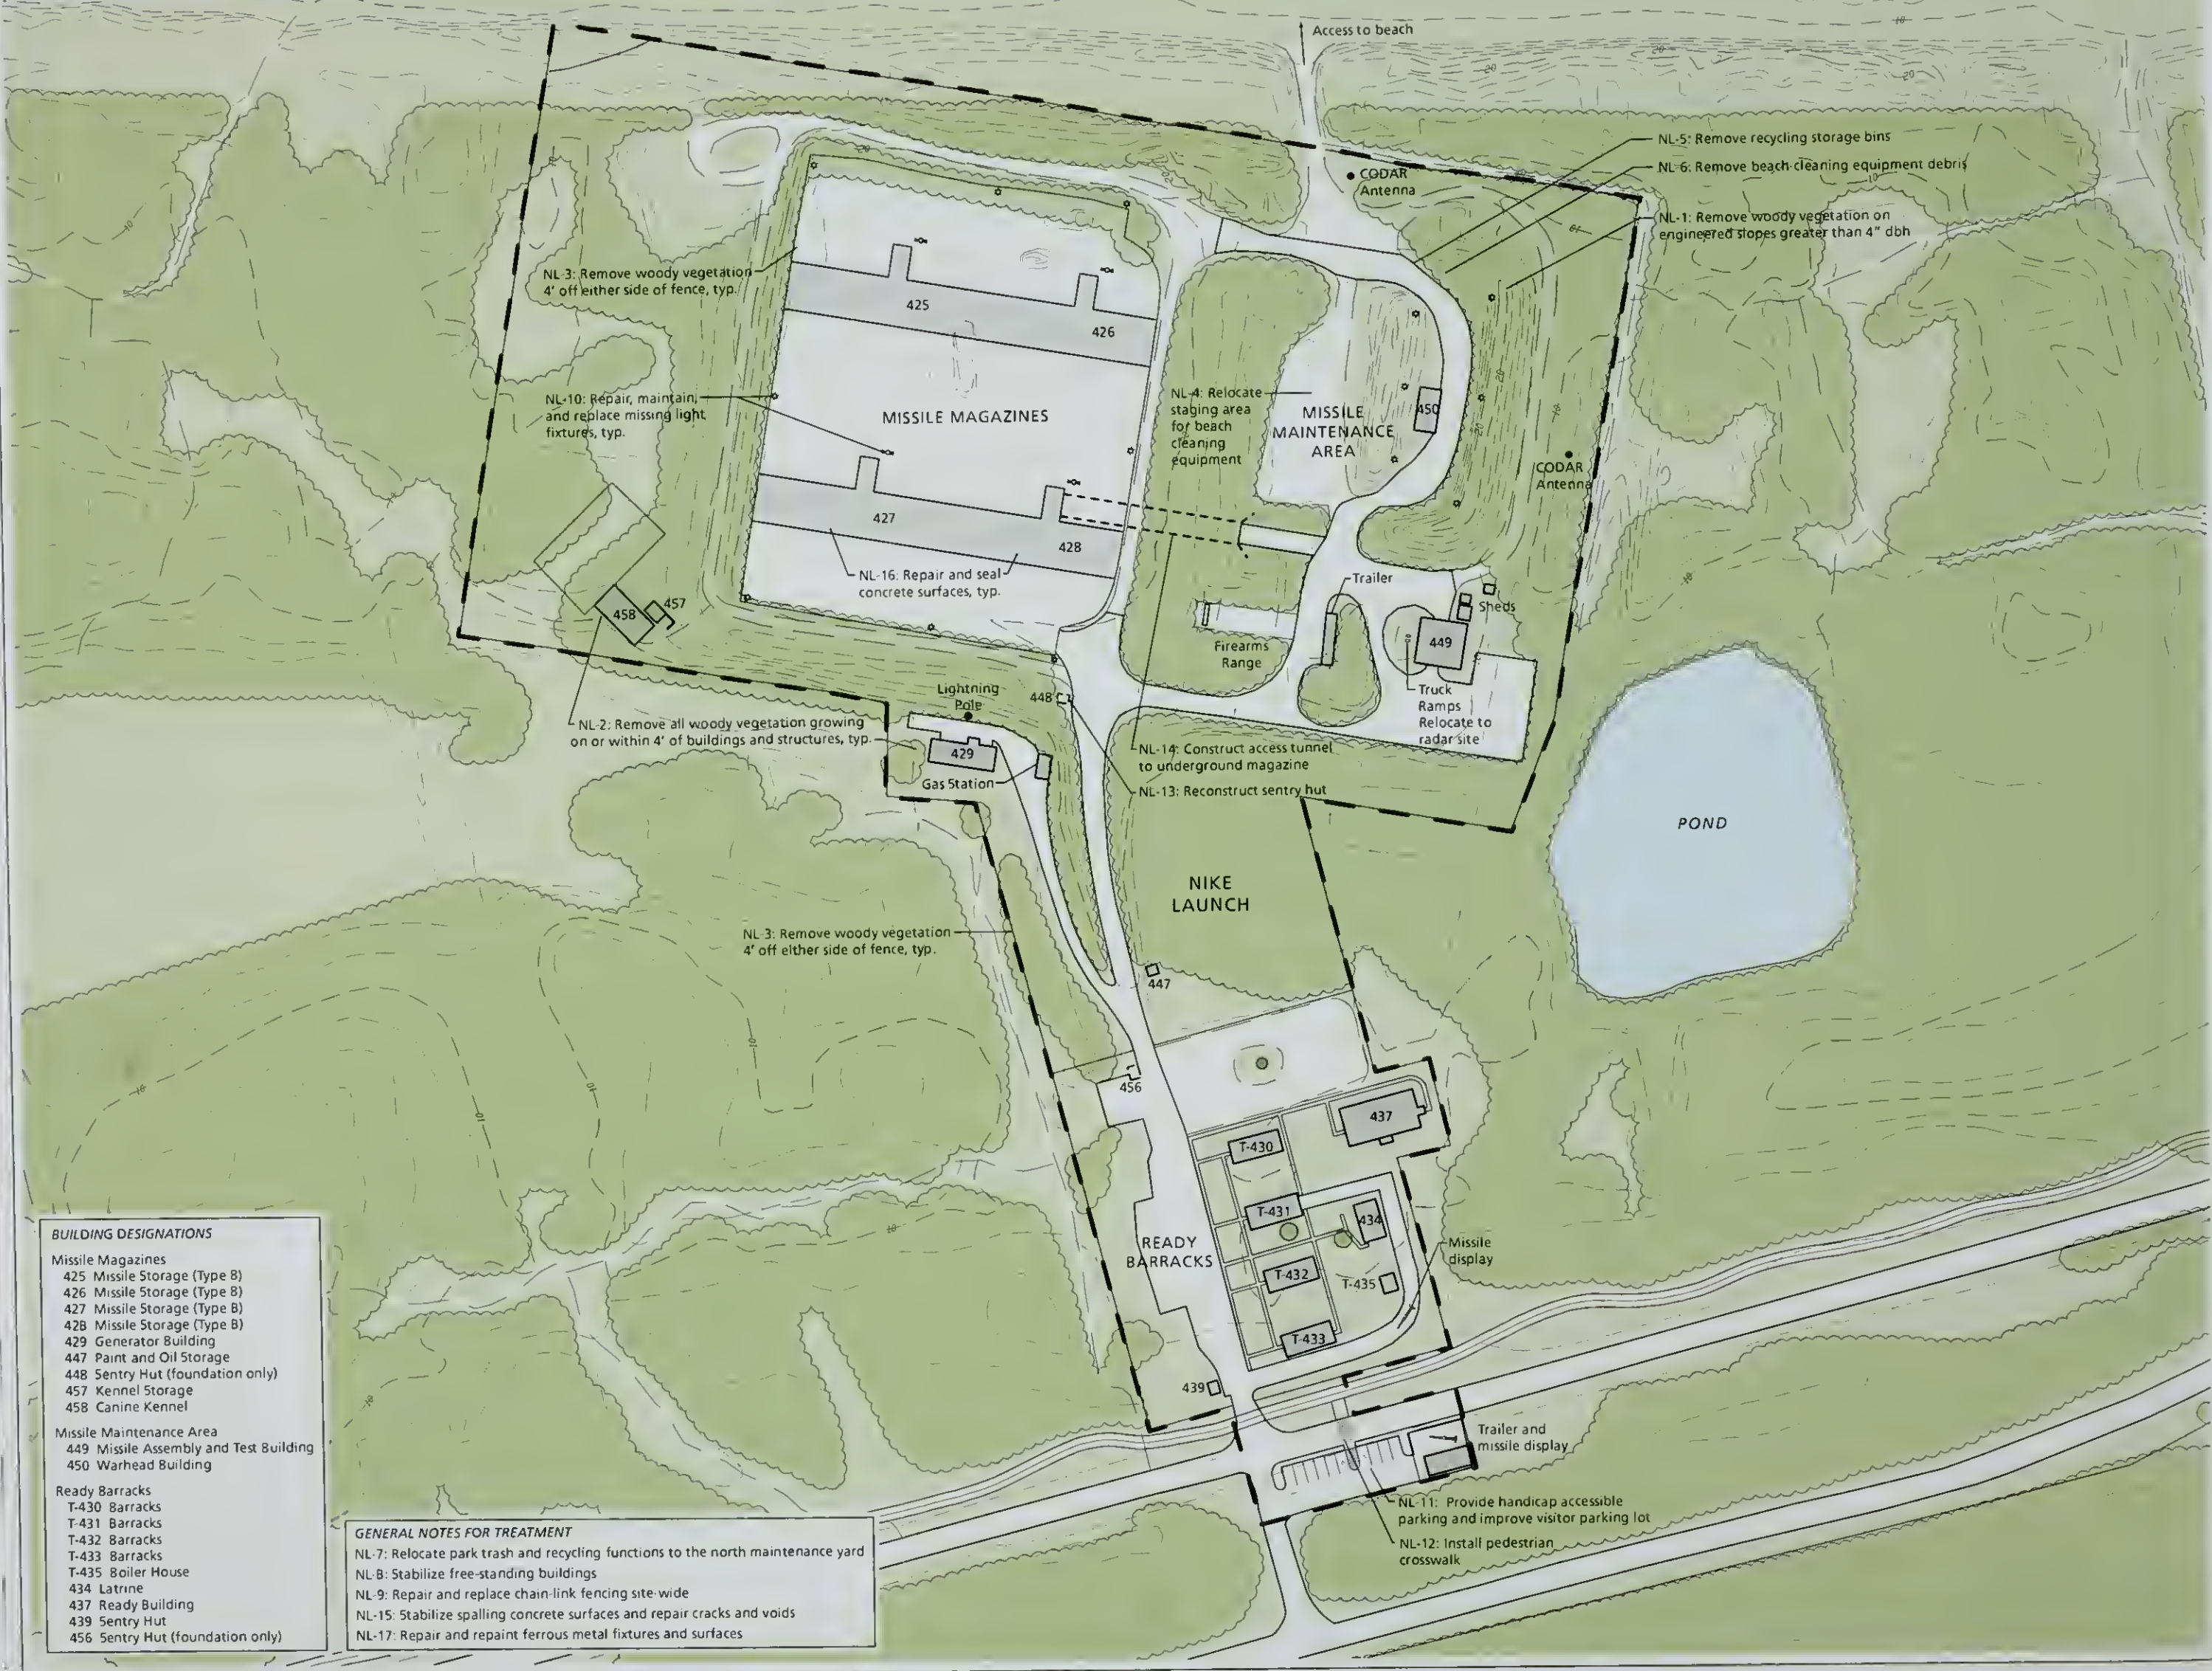 Access to beach
NL-5: Remove recycling storage bins
NL-6: Remove beach cleaning equipment debris
CODAR
Antenna
NL-1: Remove woody vegetation on
engineered slopes greater than 4" dbh
NL-3: Remove woody vegetation
4' off either side of fence, typ.
425
426
NL-10: Repair, maintain,
and replace missing light
fixtures, typ.
MISSILE MAGAZINES
NL-4: Relocate
staging area
for beach
cleaning
equipment
MISSILE
MAINTENANCE
AREA
450
CODAR
Antenna
427
428
NL-16: Repair and seal
concrete surfaces, typ.
Trailer
Sheds
458
457
449
Firearms
Range
Truck
Ramps
Relocate to
radar site
Lightning
Pole
448
NL-2: Remove all woody vegetation growing
on or within 4' of buildings and structures, typ.
429
Gas Station
NL-14: Construct access tunnel
to underground magazine
NL-13: Reconstruct sentry hut
POND
NIKE
LAUNCH
NL-3: Remove woody vegetation
4' off either side of fence, typ.
447
456
437
T-430
T-431
434
READY
BARRACKS
Missile
display
T-432
T-435
T-433
439
Trailer and
missile display
NL-11: Provide handicap accessible
parking and improve visitor parking lot
NL-12: Install pedestrian
crosswalk
BUILDING DESIGNATIONS
Missile Magazines
425 Missile Storage (Type B)
426 Missile Storage (Type B)
427 Missile Storage (Type B)
42B Missile Storage (Type B)
429 Generator Building
447 Paint and Oil Storage
448 Sentry Hut (foundation only)
457 Kennel Storage
458 Canine Kennel
Missile Maintenance Area
449 Missile Assembly and Test Building
450 Warhead Building
Ready Barracks
T-430 Barracks
T-431 Barracks
T-432 Barracks
T-433 Barracks
T-435 Boiler House
434 Latrine
437 Ready Building
439 Sentry Hut
456 Sentry Hut (foundation only)
GENERAL NOTES FOR TREATMENT
NL-7: Relocate park trash and recycling functions to the north maintenance yard
NL-8: Stabilize free-standing buildings
NL-9: Repair and replace chain-link fencing site-wide
NL-15: Stabilize spalling concrete surfaces and repair cracks and voids
NL-17: Repair and repaint ferrous metal fixtures and surfaces